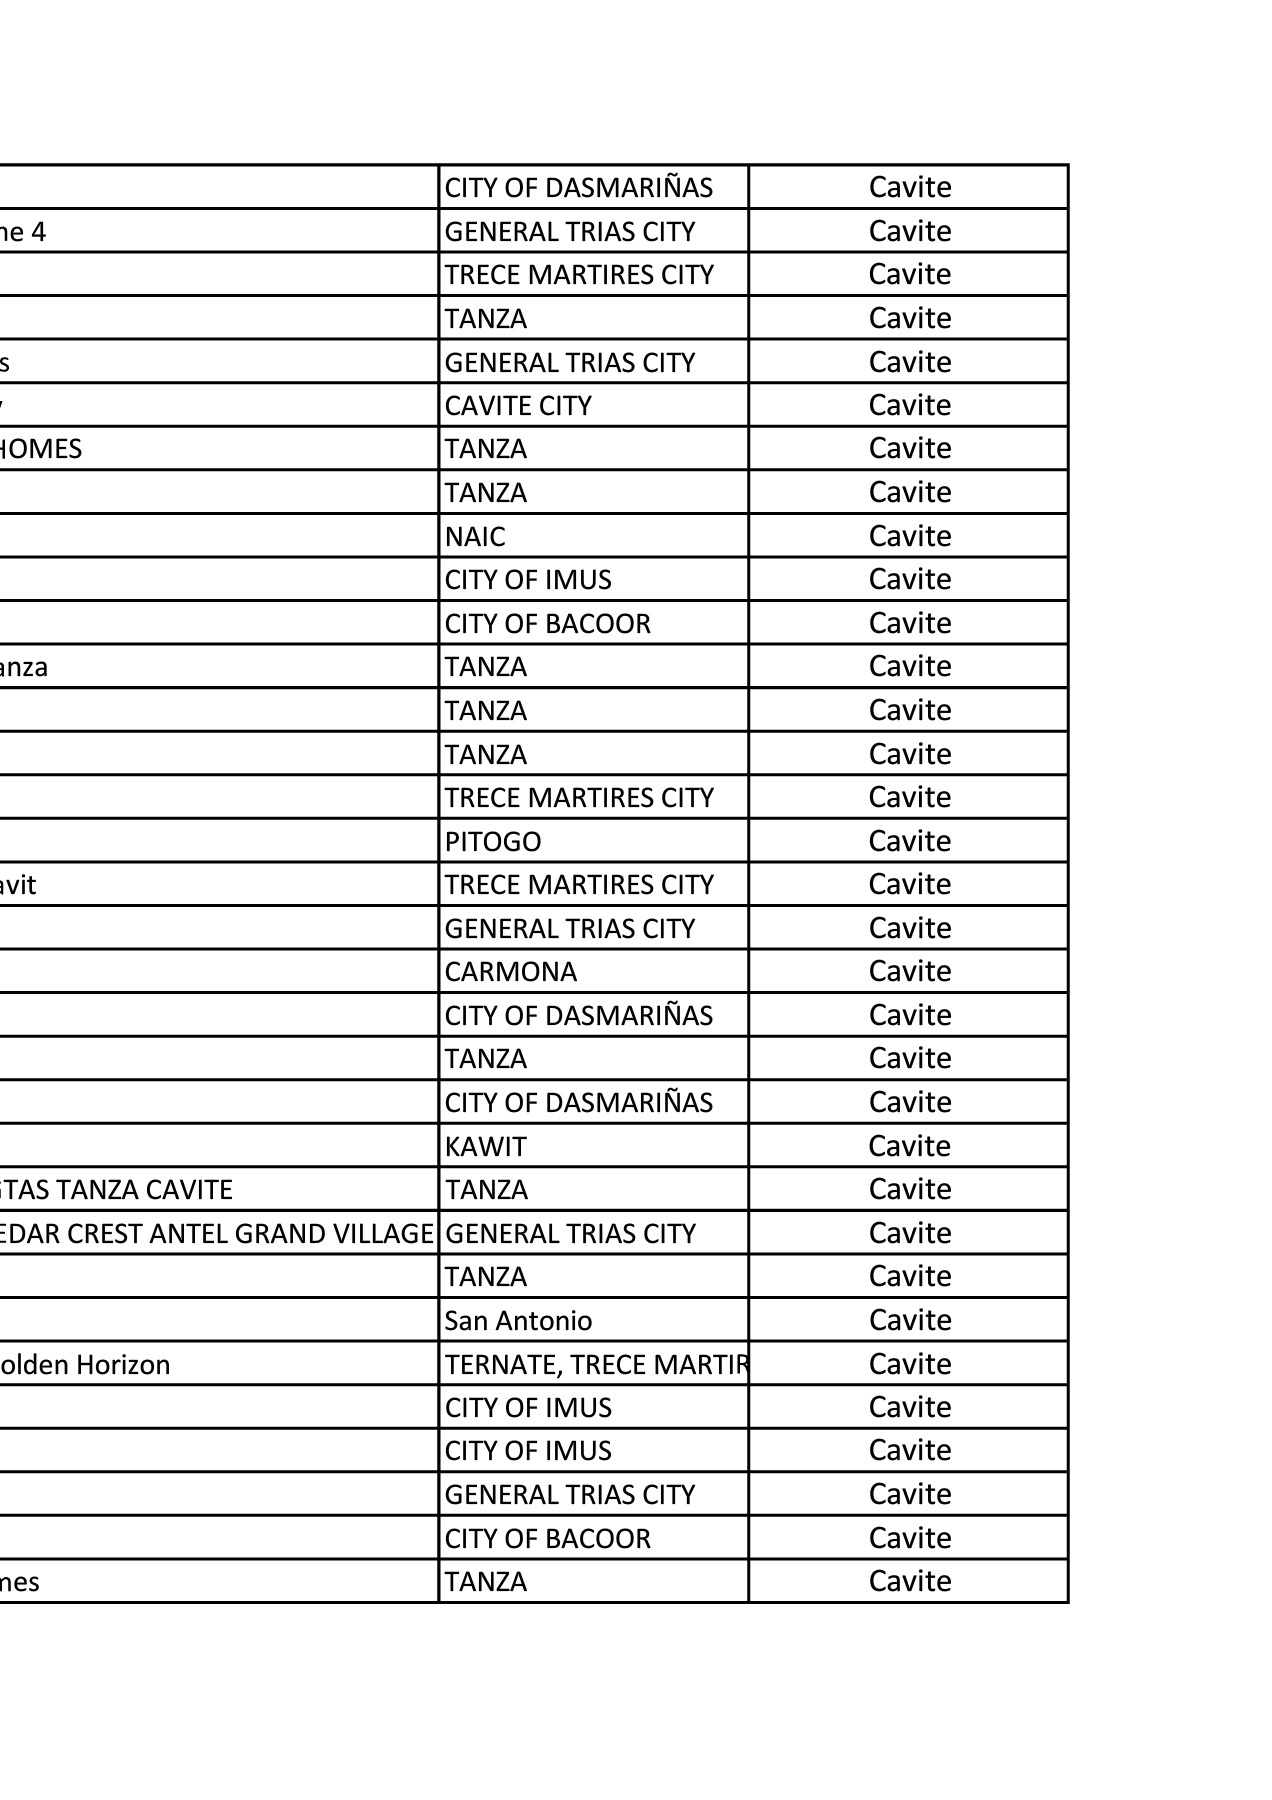 CITY OF DASMARIÑAS Cavite
ne 4 GENERAL TRIAS CITY Cavite
TRECE MARTIRES CITY Cavite
TANZA Cavite
s GENERAL TRIAS CITY Cavite
CAVITE CITY Cavite
HOMES TANZA Cavite
TANZA Cavite
NAIC Cavite
CITY OF IMUS Cavite
CITY OF BACOOR Cavite
anza TANZA Cavite
TANZA Cavite
TANZA Cavite
TRECE MARTIRES CITY Cavite
PITOGO Cavite
avit TRECE MARTIRES CITY Cavite
GENERAL TRIAS CITY Cavite
CARMONA Cavite
CITY OF DASMARIÑAS Cavite
TANZA Cavite
CITY OF DASMARIÑAS Cavite
KAWIT Cavite
GTAS TANZA CAVITE TANZA Cavite
EDAR CREST ANTEL GRAND VILLAGE GENERAL TRIAS CITY Cavite
TANZA Cavite
San Antonio Cavite
olden Horizon TERNATE, TRECE MARTIR Cavite
CITY OF IMUS Cavite
CITY OF IMUS Cavite
GENERAL TRIAS CITY Cavite
CITY OF BACOOR Cavite
mes TANZA Cavite